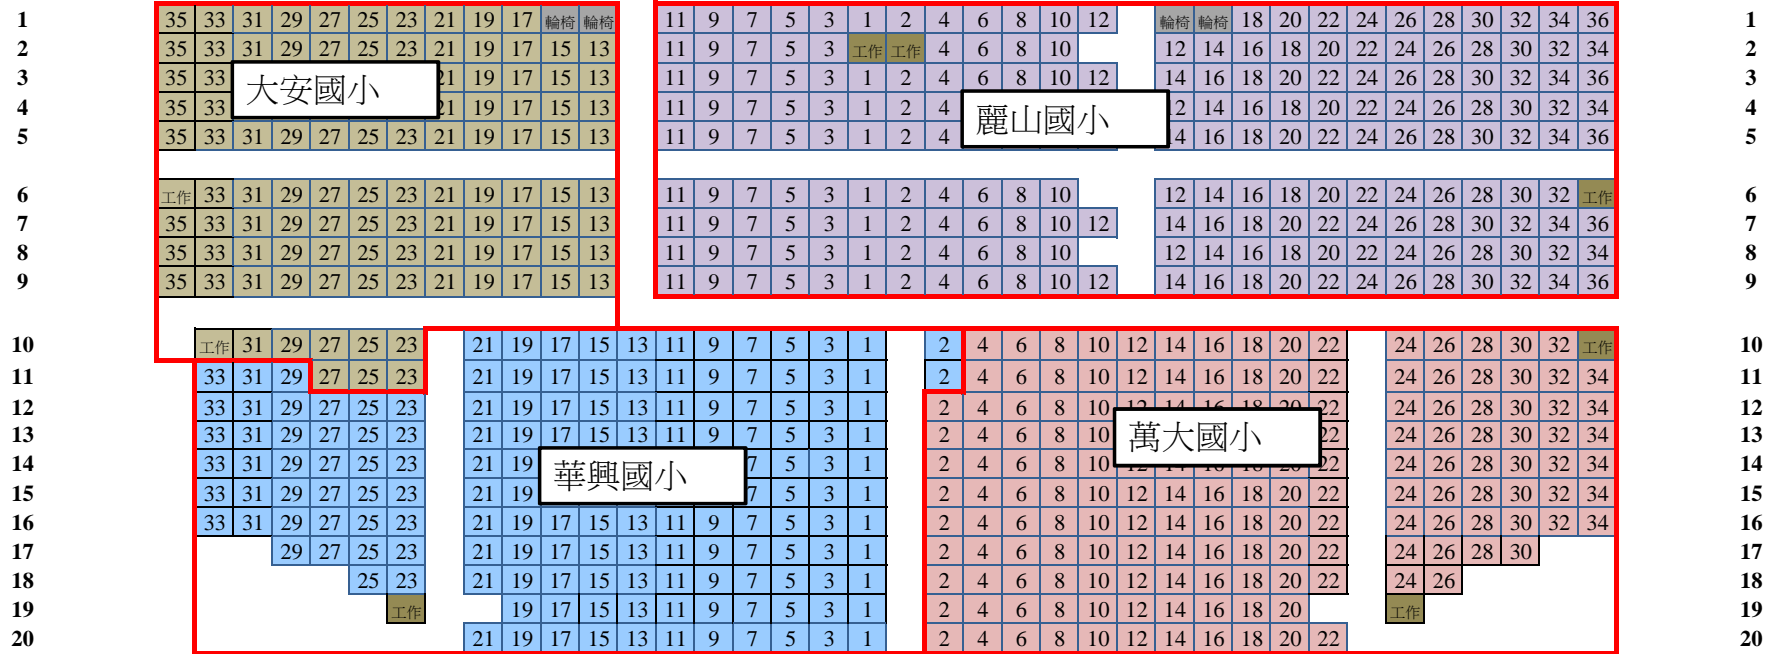 1 35 33 31 29 27 25 23 21 19 17 輪椅 輪椅 11 9 7 5 3 1 2 4 6 8 10 12 輪椅 輪椅 18 20 22 24 26 28 30 32 34 36 1
2 35 33 31 29 27 25 23 21 19 17 15 13 11 9 7 5 3 工作 工作 4 6 8 10 12 14 16 18 20 22 24 26 28 30 32 34 2
3 35 33 21 19 17 15 13 11 9 7 5 3 1 2 4 6 8 10 12 14 16 18 20 22 24 26 28 30 32 34 36 3
大安國小
4 35 33 21 19 17 15 13 11 9 7 5 3 1 2 4 12 14 16 18 20 22 24 26 28 30 32 34 4
麗山國小
5 35 33 31 29 27 25 23 21 19 17 15 13 11 9 7 5 3 1 2 4 14 16 18 20 22 24 26 28 30 32 34 36 5
6 工作 33 31 29 27 25 23 21 19 17 15 13 11 9 7 5 3 1 2 4 6 8 10 12 14 16 18 20 22 24 26 28 30 32 工作 6
7 35 33 31 29 27 25 23 21 19 17 15 13 11 9 7 5 3 1 2 4 6 8 10 12 14 16 18 20 22 24 26 28 30 32 34 36 7
8 35 33 31 29 27 25 23 21 19 17 15 13 11 9 7 5 3 1 2 4 6 8 10 12 14 16 18 20 22 24 26 28 30 32 34 8
9 35 33 31 29 27 25 23 21 19 17 15 13 11 9 7 5 3 1 2 4 6 8 10 12 14 16 18 20 22 24 26 28 30 32 34 36 9
10 工作 31 29 27 25 23 21 19 17 15 13 11 9 7 5 3 1 2 4 6 8 10 12 14 16 18 20 22 24 26 28 30 32 工作 10
11 33 31 29 27 25 23 21 19 17 15 13 11 9 7 5 3 1 2 4 6 8 10 12 14 16 18 20 22 24 26 28 30 32 34 11
12 33 31 29 27 25 23 21 19 17 15 13 11 9 7 5 3 1 2 4 6 8 10 12 14 16 18 20 22 24 26 28 30 32 34 12
13 33 31 29 27 25 23 21 19 17 15 13 11 9 7 5 3 1 2 4 6 8 10 22 24 26 28 30 32 34 13
萬大國小
14 33 31 29 27 25 23 21 19 7 5 3 1 2 4 6 8 10 12 14 16 18 20 22 24 26 28 30 32 34 14
華興國小
15 33 31 29 27 25 23 21 19 7 5 3 1 2 4 6 8 10 12 14 16 18 20 22 24 26 28 30 32 34 15
16 33 31 29 27 25 23 21 19 17 15 13 11 9 7 5 3 1 2 4 6 8 10 12 14 16 18 20 22 24 26 28 30 32 34 16
17 29 27 25 23 21 19 17 15 13 11 9 7 5 3 1 2 4 6 8 10 12 14 16 18 20 22 24 26 28 30 17
18 25 23 21 19 17 15 13 11 9 7 5 3 1 2 4 6 8 10 12 14 16 18 20 22 24 26 18
19 工作 19 17 15 13 11 9 7 5 3 1 2 4 6 8 10 12 14 16 18 20 工作 19
20 21 19 17 15 13 11 9 7 5 3 1 2 4 6 8 10 12 14 16 18 20 22 20